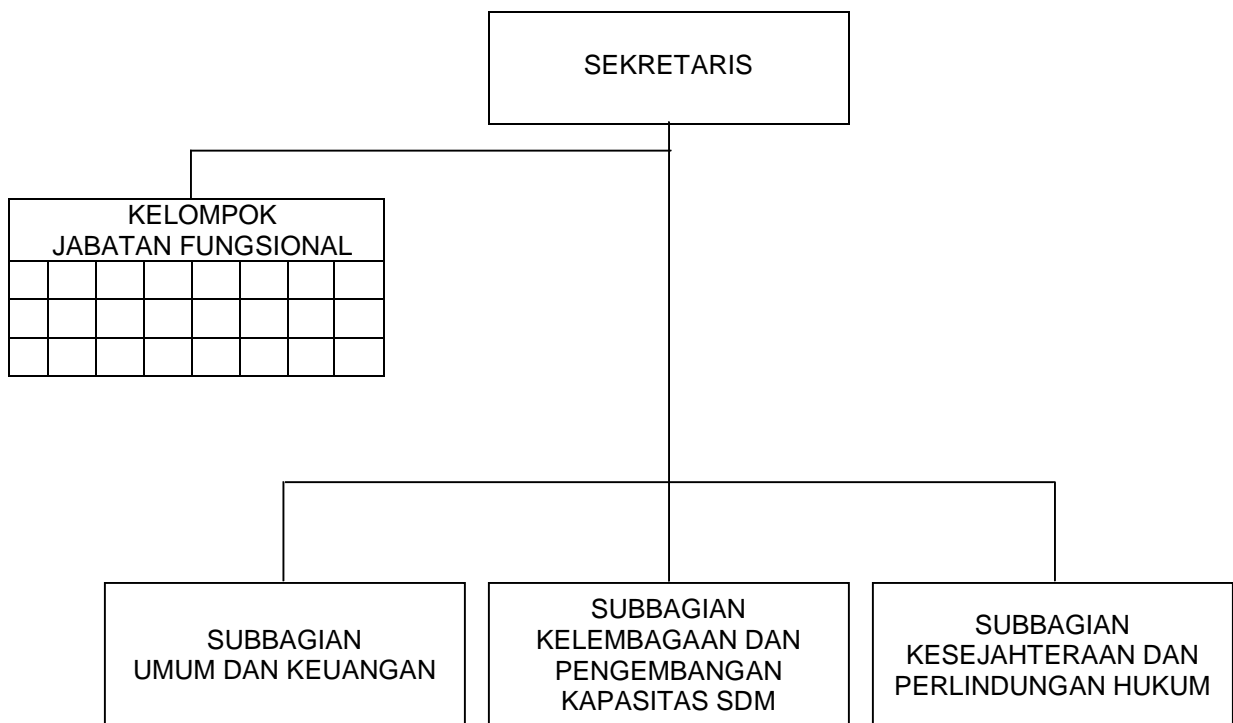 SEKRETARIS
KELOMPOK
JABATAN FUNGSIONAL
SUBBAGIAN
UMUM DAN KEUANGAN
SUBBAGIAN
KELEMBAGAAN DAN
PENGEMBANGAN
KAPASITAS SDM
SUBBAGIAN
KESEJAHTERAAN DAN
PERLINDUNGAN HUKUM